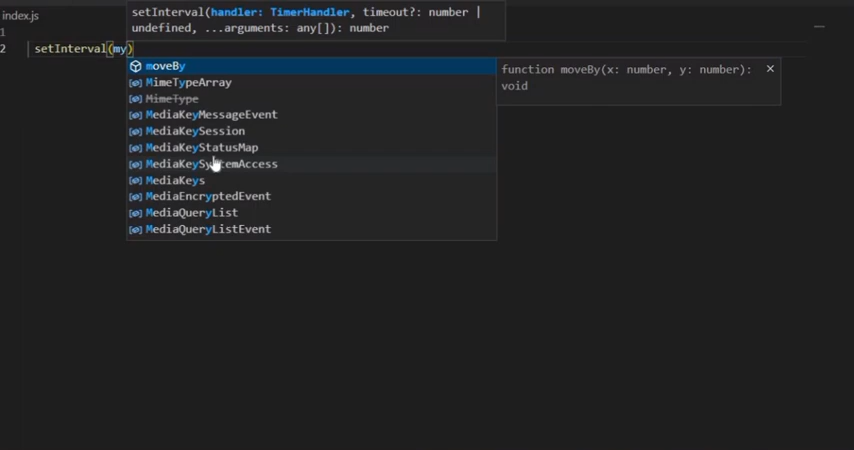 index.js
setInterval(handler: TimerHandler, timeout?: number |
undefined, ...arguments: any[]): number
1
2 setInterval(my)
moveBy
function moveBy(x: number, y: number):
void
MimeTypeArray
MimeType
MediaKeyMessageEvent
MediaKeySession
MediaKeyStatusMap
MediaKeySystemAccess
MediaKeys
MediaEncryptedEvent
MediaQueryList
MediaQueryListEvent